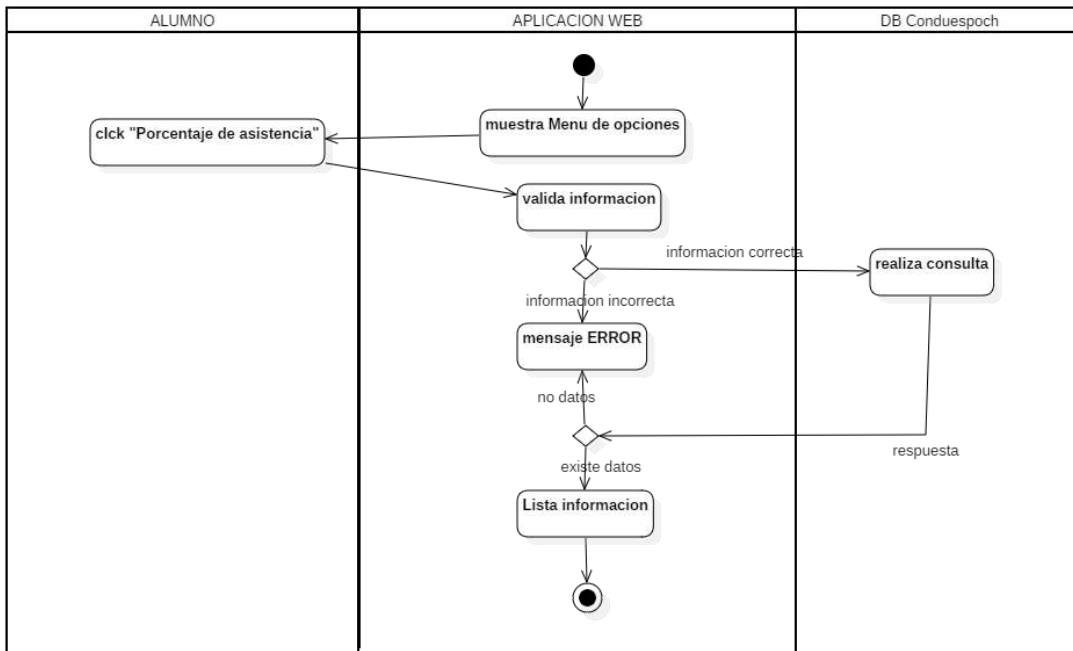 ALUMNO
APLICACION WEB
DB Conduespoch
muestra Menu de opciones
clck "Porcentaje de asistencia"
valida informacion
informacion correcta
realiza consulta
informacion incorrecta
mensaje ERROR
no datos
respuesta
existe datos
Lista informacion